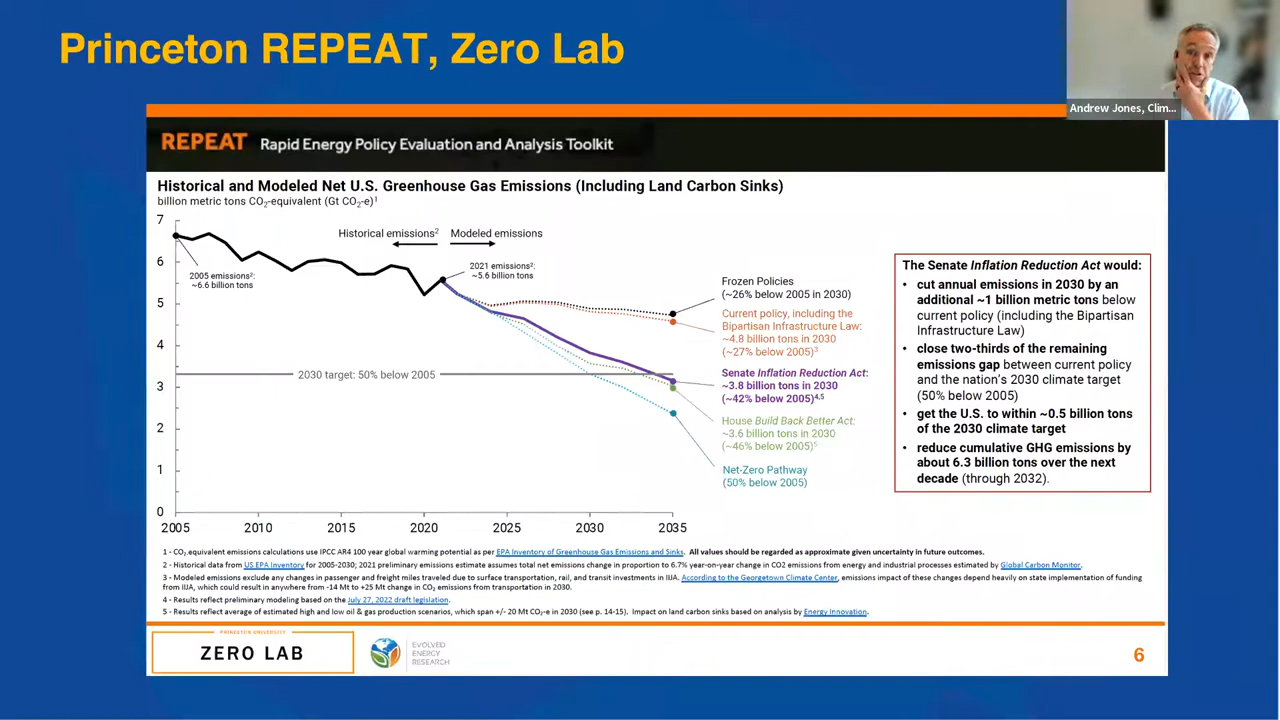 Princeton REPEAT, Zero Lab
Andrew Jones, Clim...
REPEAT Rapid Energy Policy Evaluation and Analysis Toolkit
Historical and Modeled Net U.S. Greenhouse Gas Emissions (Including Land Carbon Sinks)
billion metric tons CO₂-equivalent (Gt CO₂-e)¹
7
6
5
4
3
2
1
0
2005
2010
2015
2020
2025
2030
2035
Historical emissions²
Modeled emissions
2005 emissions²:
~6.6 billion tons
2021 emissions²:
~5.6 billion tons
2030 target: 50% below 2005
Frozen Policies
(~26% below 2005 in 2030)
Current policy, including the
Bipartisan Infrastructure Law:
~4.8 billion tons in 2030
(~27% below 2005)³
Senate Inflation Reduction Act:
~3.8 billion tons in 2030
(~42% below 2005)⁴,⁵
House Build Back Better Act:
~3.6 billion tons in 2030
(~46% below 2005)⁵
Net-Zero Pathway
(50% below 2005)
The Senate Inflation Reduction Act would:
• cut annual emissions in 2030 by an
additional ~1 billion metric tons below
current policy (including the Bipartisan
Infrastructure Law)
• close two-thirds of the remaining
emissions gap between current policy
and the nation's 2030 climate target
(50% below 2005)
• get the U.S. to within ~0.5 billion tons
of the 2030 climate target
• reduce cumulative GHG emissions by
about 6.3 billion tons over the next
decade (through 2032).
1 - CO₂ equivalent emissions calculations use IPCC AR4 100 year global warming potential as per EPA Inventory of Greenhouse Gas Emissions and Sinks. All values should be regarded as approximate given uncertainty in future outcomes.
2 - Historical data from US EPA Inventory for 2005-2030; 2021 preliminary emissions estimate assumes total net emissions change in proportion to 6.7% year-on-year change in CO2 emissions from energy and industrial processes estimated by Global Carbon Monitor.
3 - Modeled emissions exclude any changes in passenger and freight miles traveled due to surface transportation, rail, and transit investments in IIJA. According to the Georgetown Climate Center, emissions impact of these changes depend heavily on state implementation of funding
from IIJA, which could result in anywhere from -14 Mt to +25 Mt change in CO₂ emissions from transportation in 2030.
4 - Results reflect preliminary modeling based on the July 27, 2022 draft legislation.
5 - Results reflect average of estimated high and low oil & gas production scenarios, which span +/- 20 Mt CO₂-e in 2030 (see p. 14-15). Impact on land carbon sinks based on analysis by Energy Innovation.
PRINCETON UNIVERSITY
ZERO LAB
EVOLVED
ENERGY
RESEARCH
6